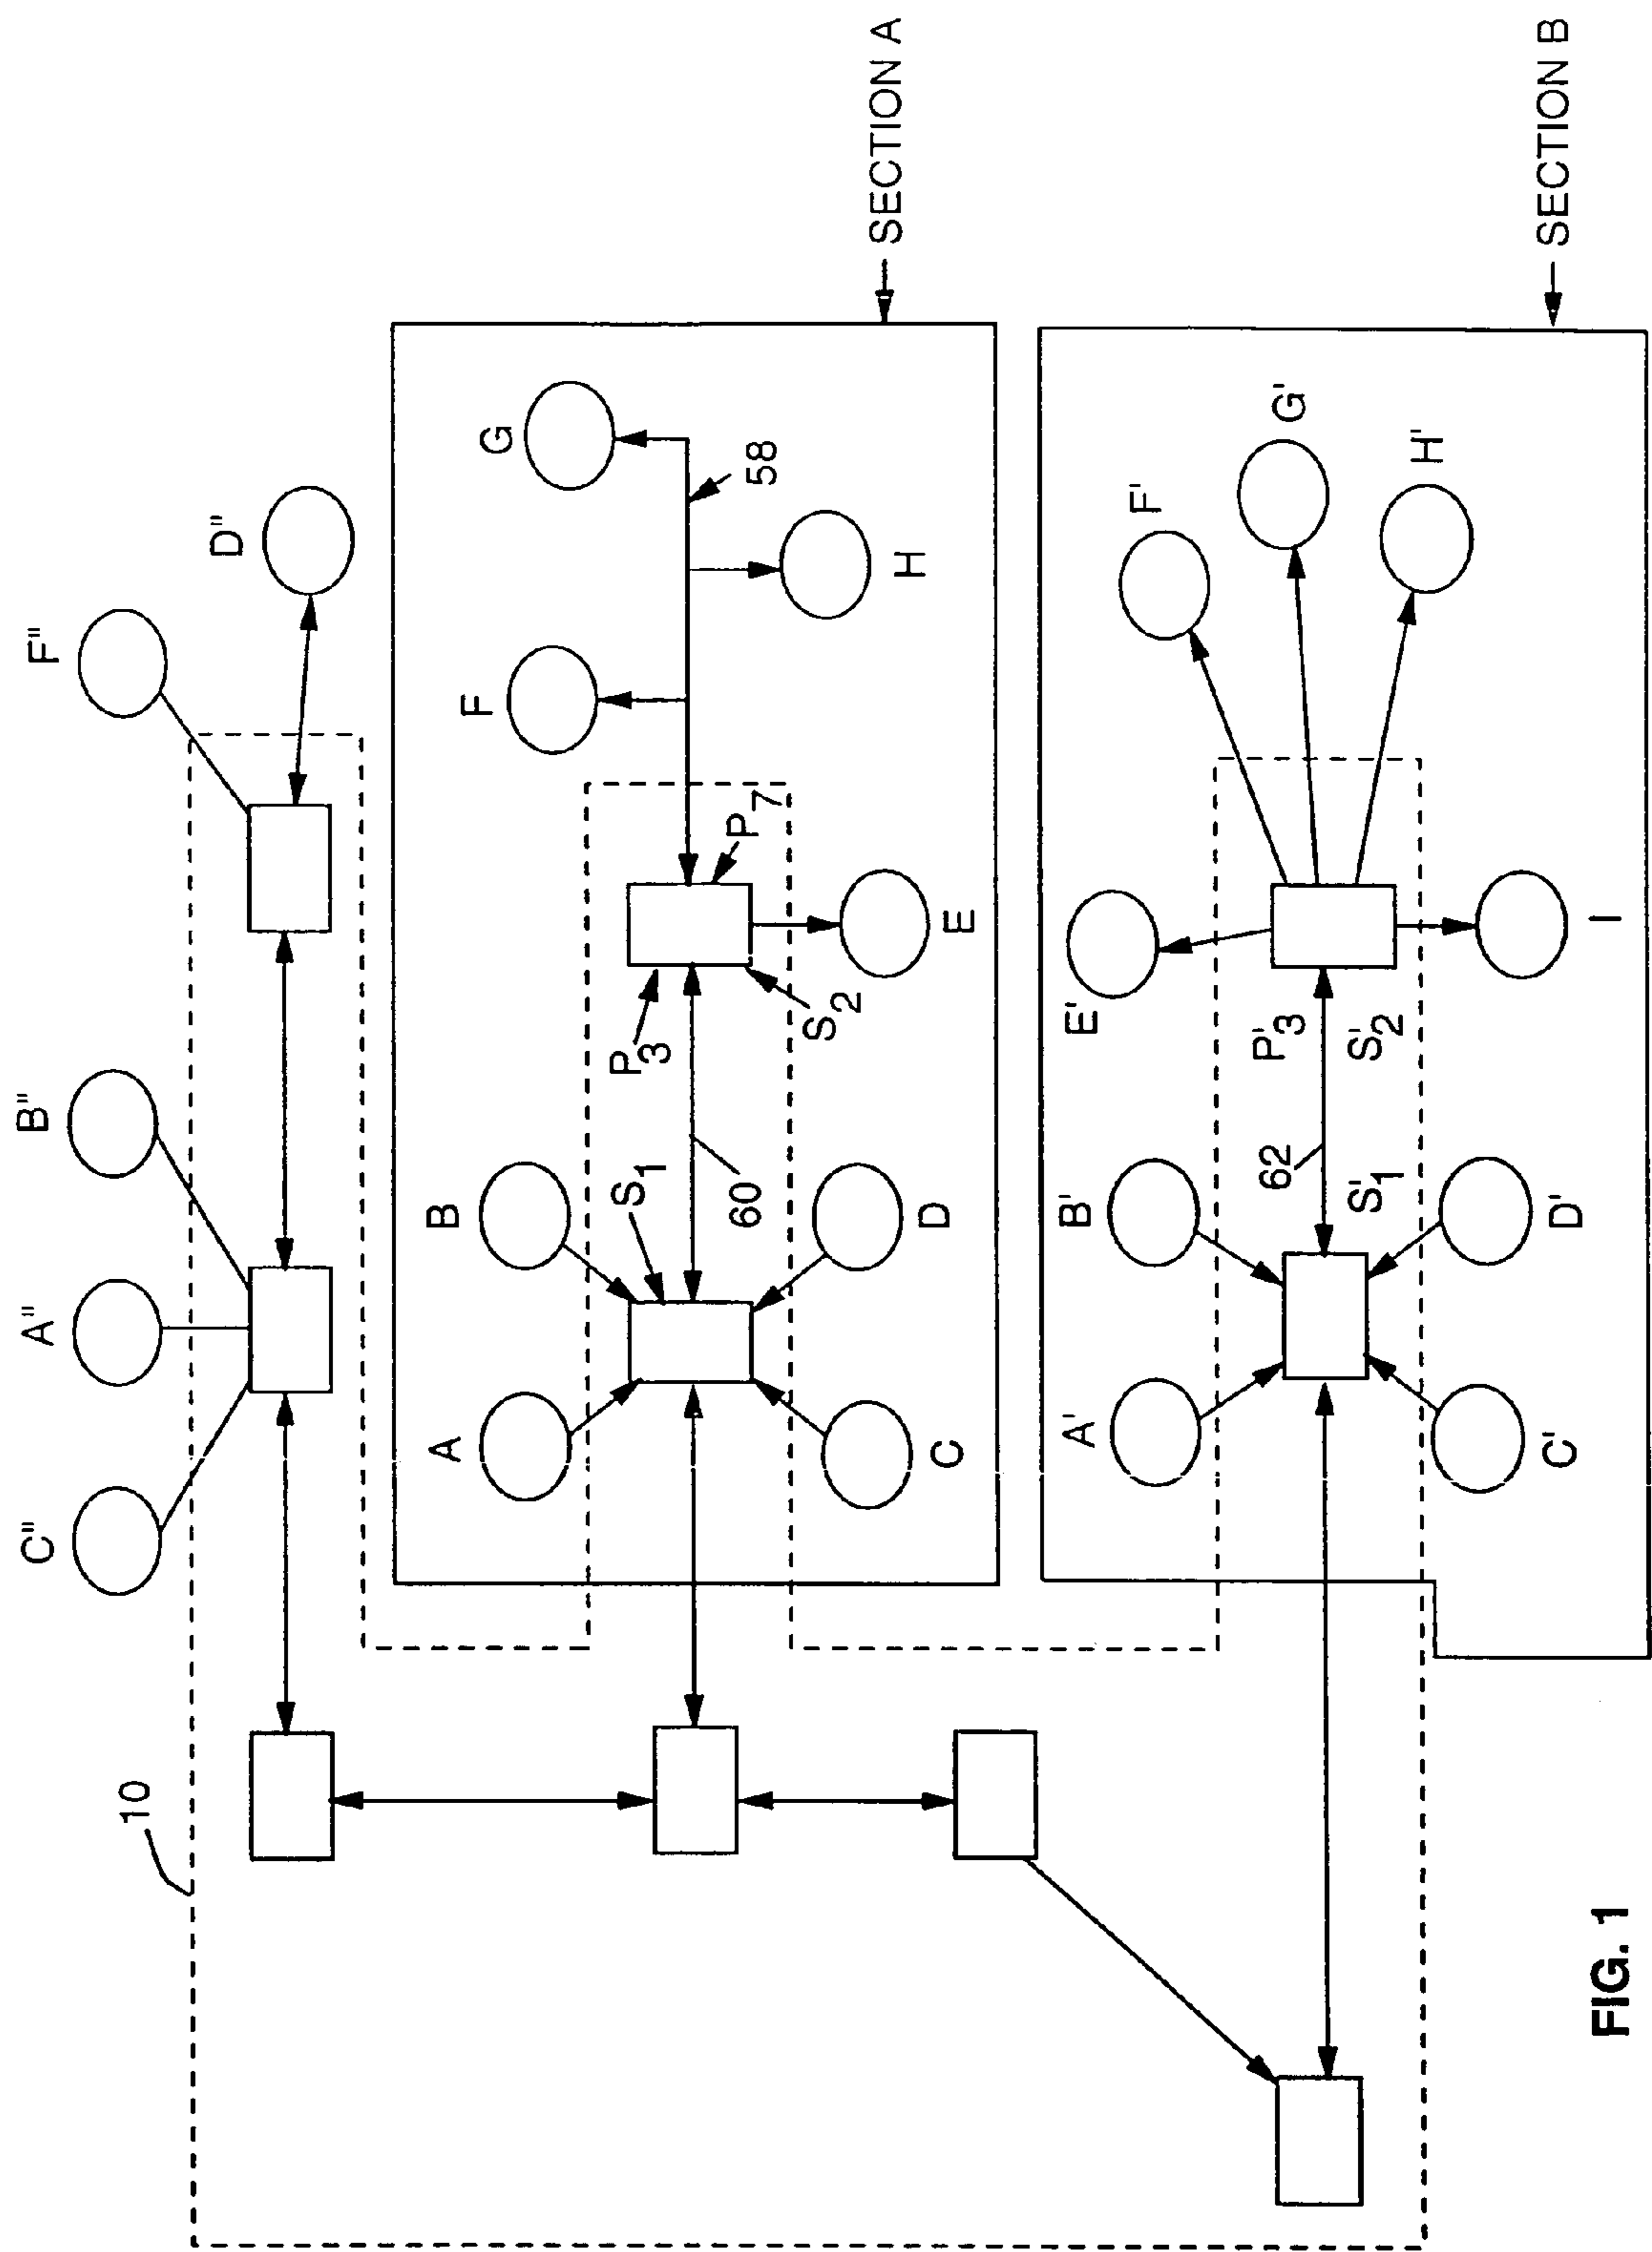 10
C"
A"
B"
F"
D"
A
B
S1
P3
P7
F
G
58
60
S2
C
D
E
H
SECTION A
A'
B'
E'
F'
G'
62
P'3
S'1
S'2
H'
C'
D'
I
SECTION B
FIG. 1